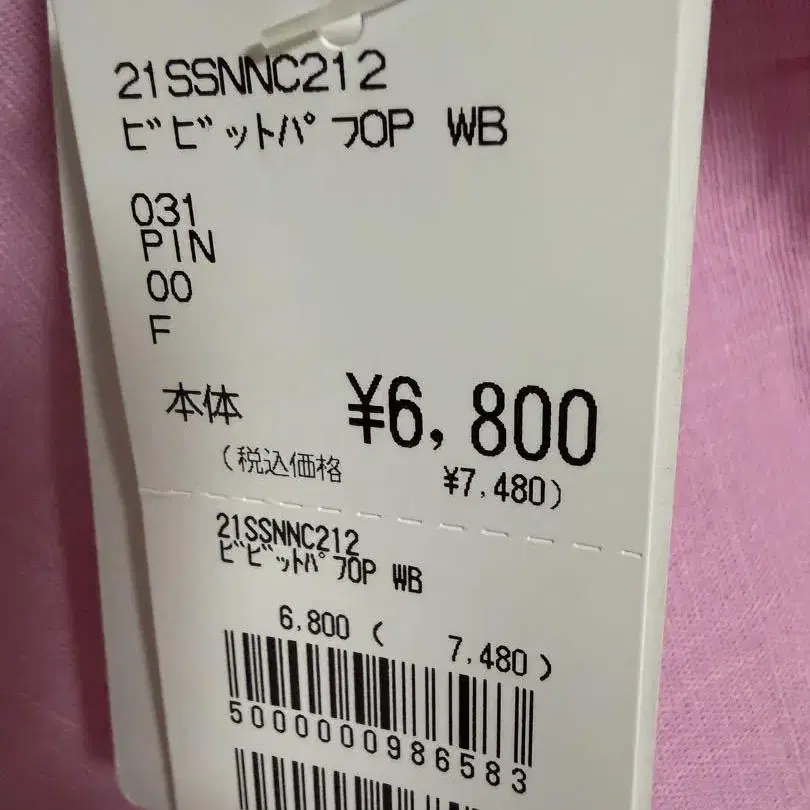 21SSNNC212
ﾋﾞﾋﾞｯﾄﾊﾟﾌOP WB
031
PIN
00
F
本体 ¥6,800
(税込価格 ¥7,480)
21SSNNC212
ﾋﾞﾋﾞｯﾄﾊﾟﾌOP WB
6,800 ( 7,480 )
5000000986583